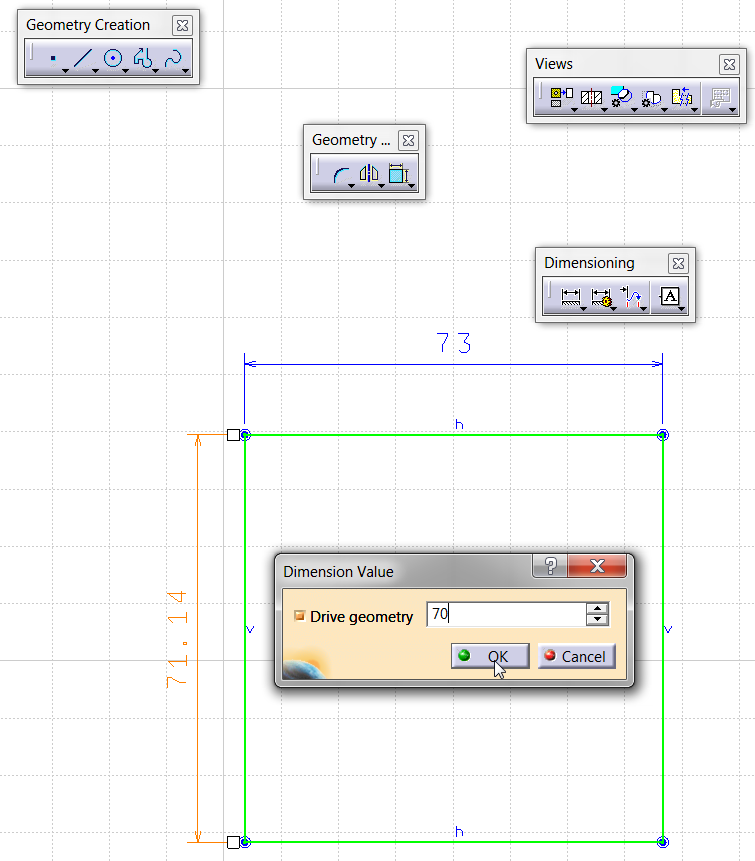 Geometry Creation
Views
Geometry ...
Dimensioning
A
73
h
71.14
v
v
Dimension Value
?
Drive geometry
70
OK
Cancel
h